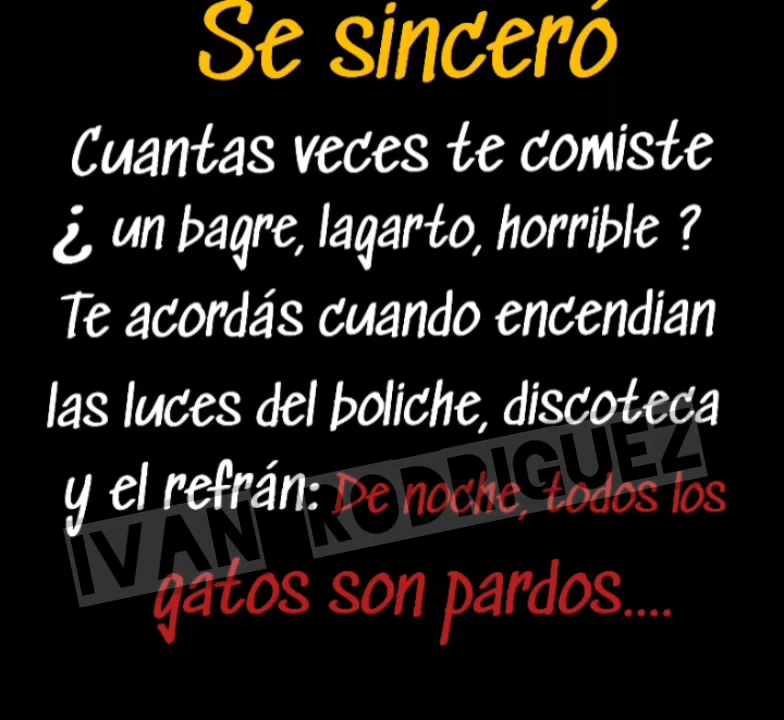 Se sinceró
Cuantas veces te comiste
¿ un bagre, lagarto, horrible ?
Te acordás cuando encendian
las luces del boliche, discoteca
y el refrán: De noche, todos los
gatos son pardos....
IVAN RODRIGUEZ